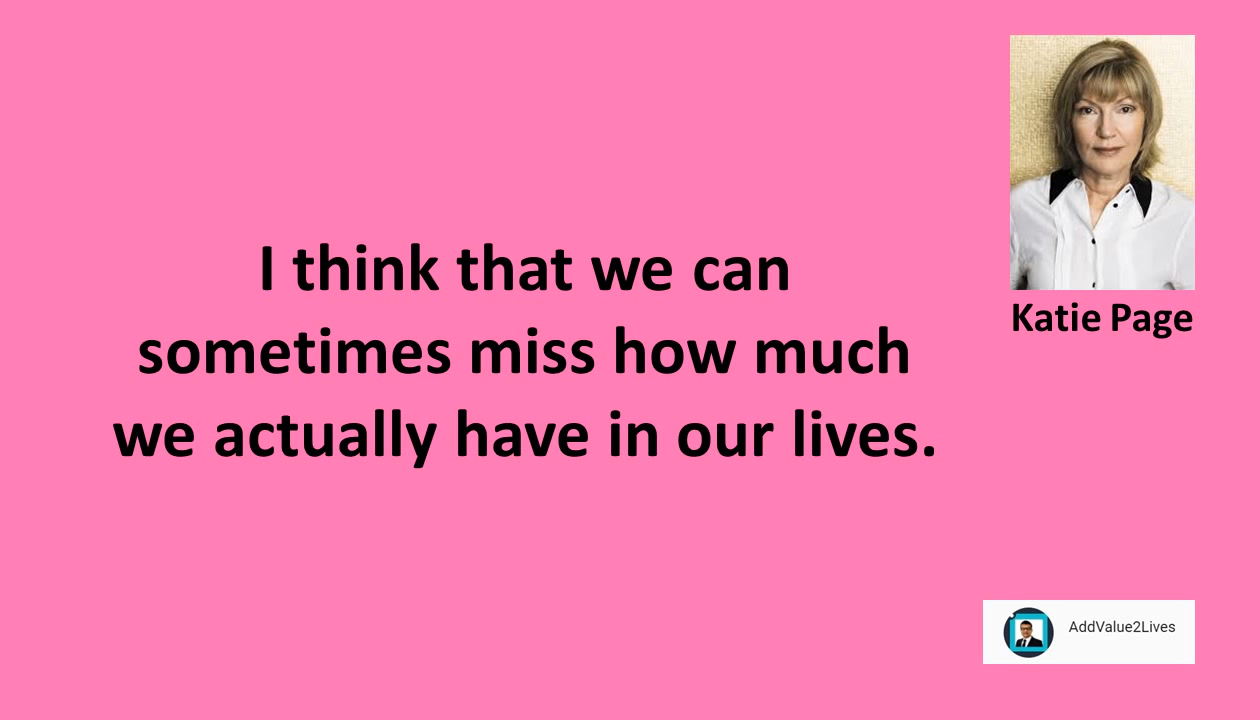 I think that we can
sometimes miss how much
we actually have in our lives.
Katie Page
AddValue2Lives